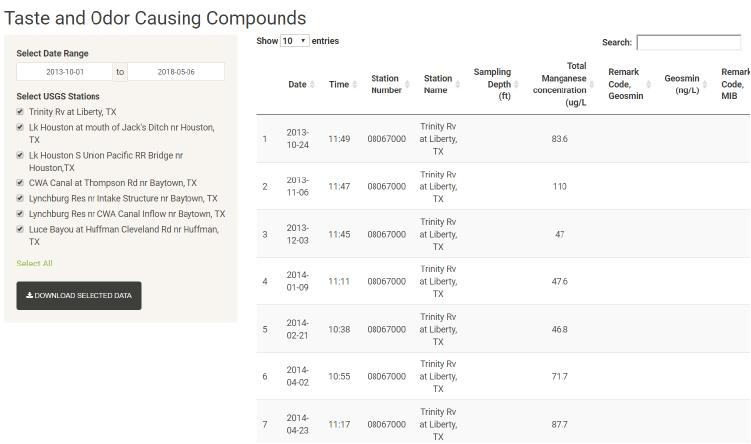 Taste and Odor Causing Compounds
Select Date Range
2013-10-01 to 2018-05-06
Select USGS Stations
Trinity Rv at Liberty, TX
Lk Houston at mouth of Jack's Ditch nr Houston,
TX
Lk Houston S Union Pacific RR Bridge nr
Houston,TX
CWA Canal at Thompson Rd nr Baytown, TX
Lynchburg Res nr Intake Structure nr Baytown, TX
Lynchburg Res nr CWA Canal Inflow nr Baytown, TX
Luce Bayou at Huffman Cleveland Rd nr Huffman,
TX
Select All
DOWNLOAD SELECTED DATA
Show 10 entries
Search:
Date Time Station Number Station Name Sampling Depth (ft) Total Manganese concentration (ug/L Remark Code, Geosmin Geosmin (ng/L) Remark Code, MIB
1 2013-10-24 11:49 08067000 Trinity Rv at Liberty, TX 83.6
2 2013-11-06 11:47 08067000 Trinity Rv at Liberty, TX 110
3 2013-12-03 11:45 08067000 Trinity Rv at Liberty, TX 47
4 2014-01-09 11:11 08067000 Trinity Rv at Liberty, TX 47.6
5 2014-02-21 10:38 08067000 Trinity Rv at Liberty, TX 46.8
6 2014-04-02 10:55 08067000 Trinity Rv at Liberty, TX 71.7
7 2014-04-23 11:17 08067000 Trinity Rv at Liberty, TX 87.7